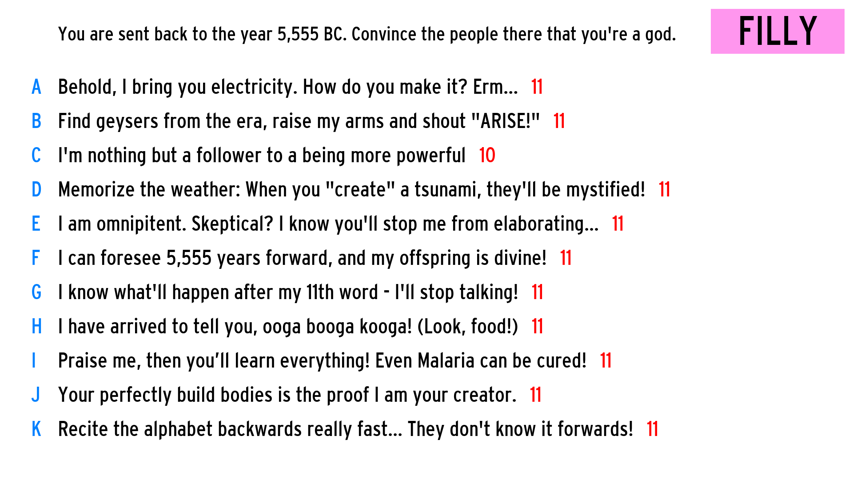 You are sent back to the year 5,555 BC. Convince the people there that you're a god.
FILLY
A Behold, I bring you electricity. How do you make it? Erm... 11
B Find geysers from the era, raise my arms and shout "ARISE!" 11
C I'm nothing but a follower to a being more powerful 10
D Memorize the weather: When you "create" a tsunami, they'll be mystified! 11
E I am omnipitent. Skeptical? I know you'll stop me from elaborating... 11
F I can foresee 5,555 years forward, and my offspring is divine! 11
G I know what'll happen after my 11th word - I'll stop talking! 11
H I have arrived to tell you, ooga booga kooga! (Look, food!) 11
I Praise me, then you’ll learn everything! Even Malaria can be cured! 11
J Your perfectly build bodies is the proof I am your creator. 11
K Recite the alphabet backwards really fast... They don't know it forwards! 11